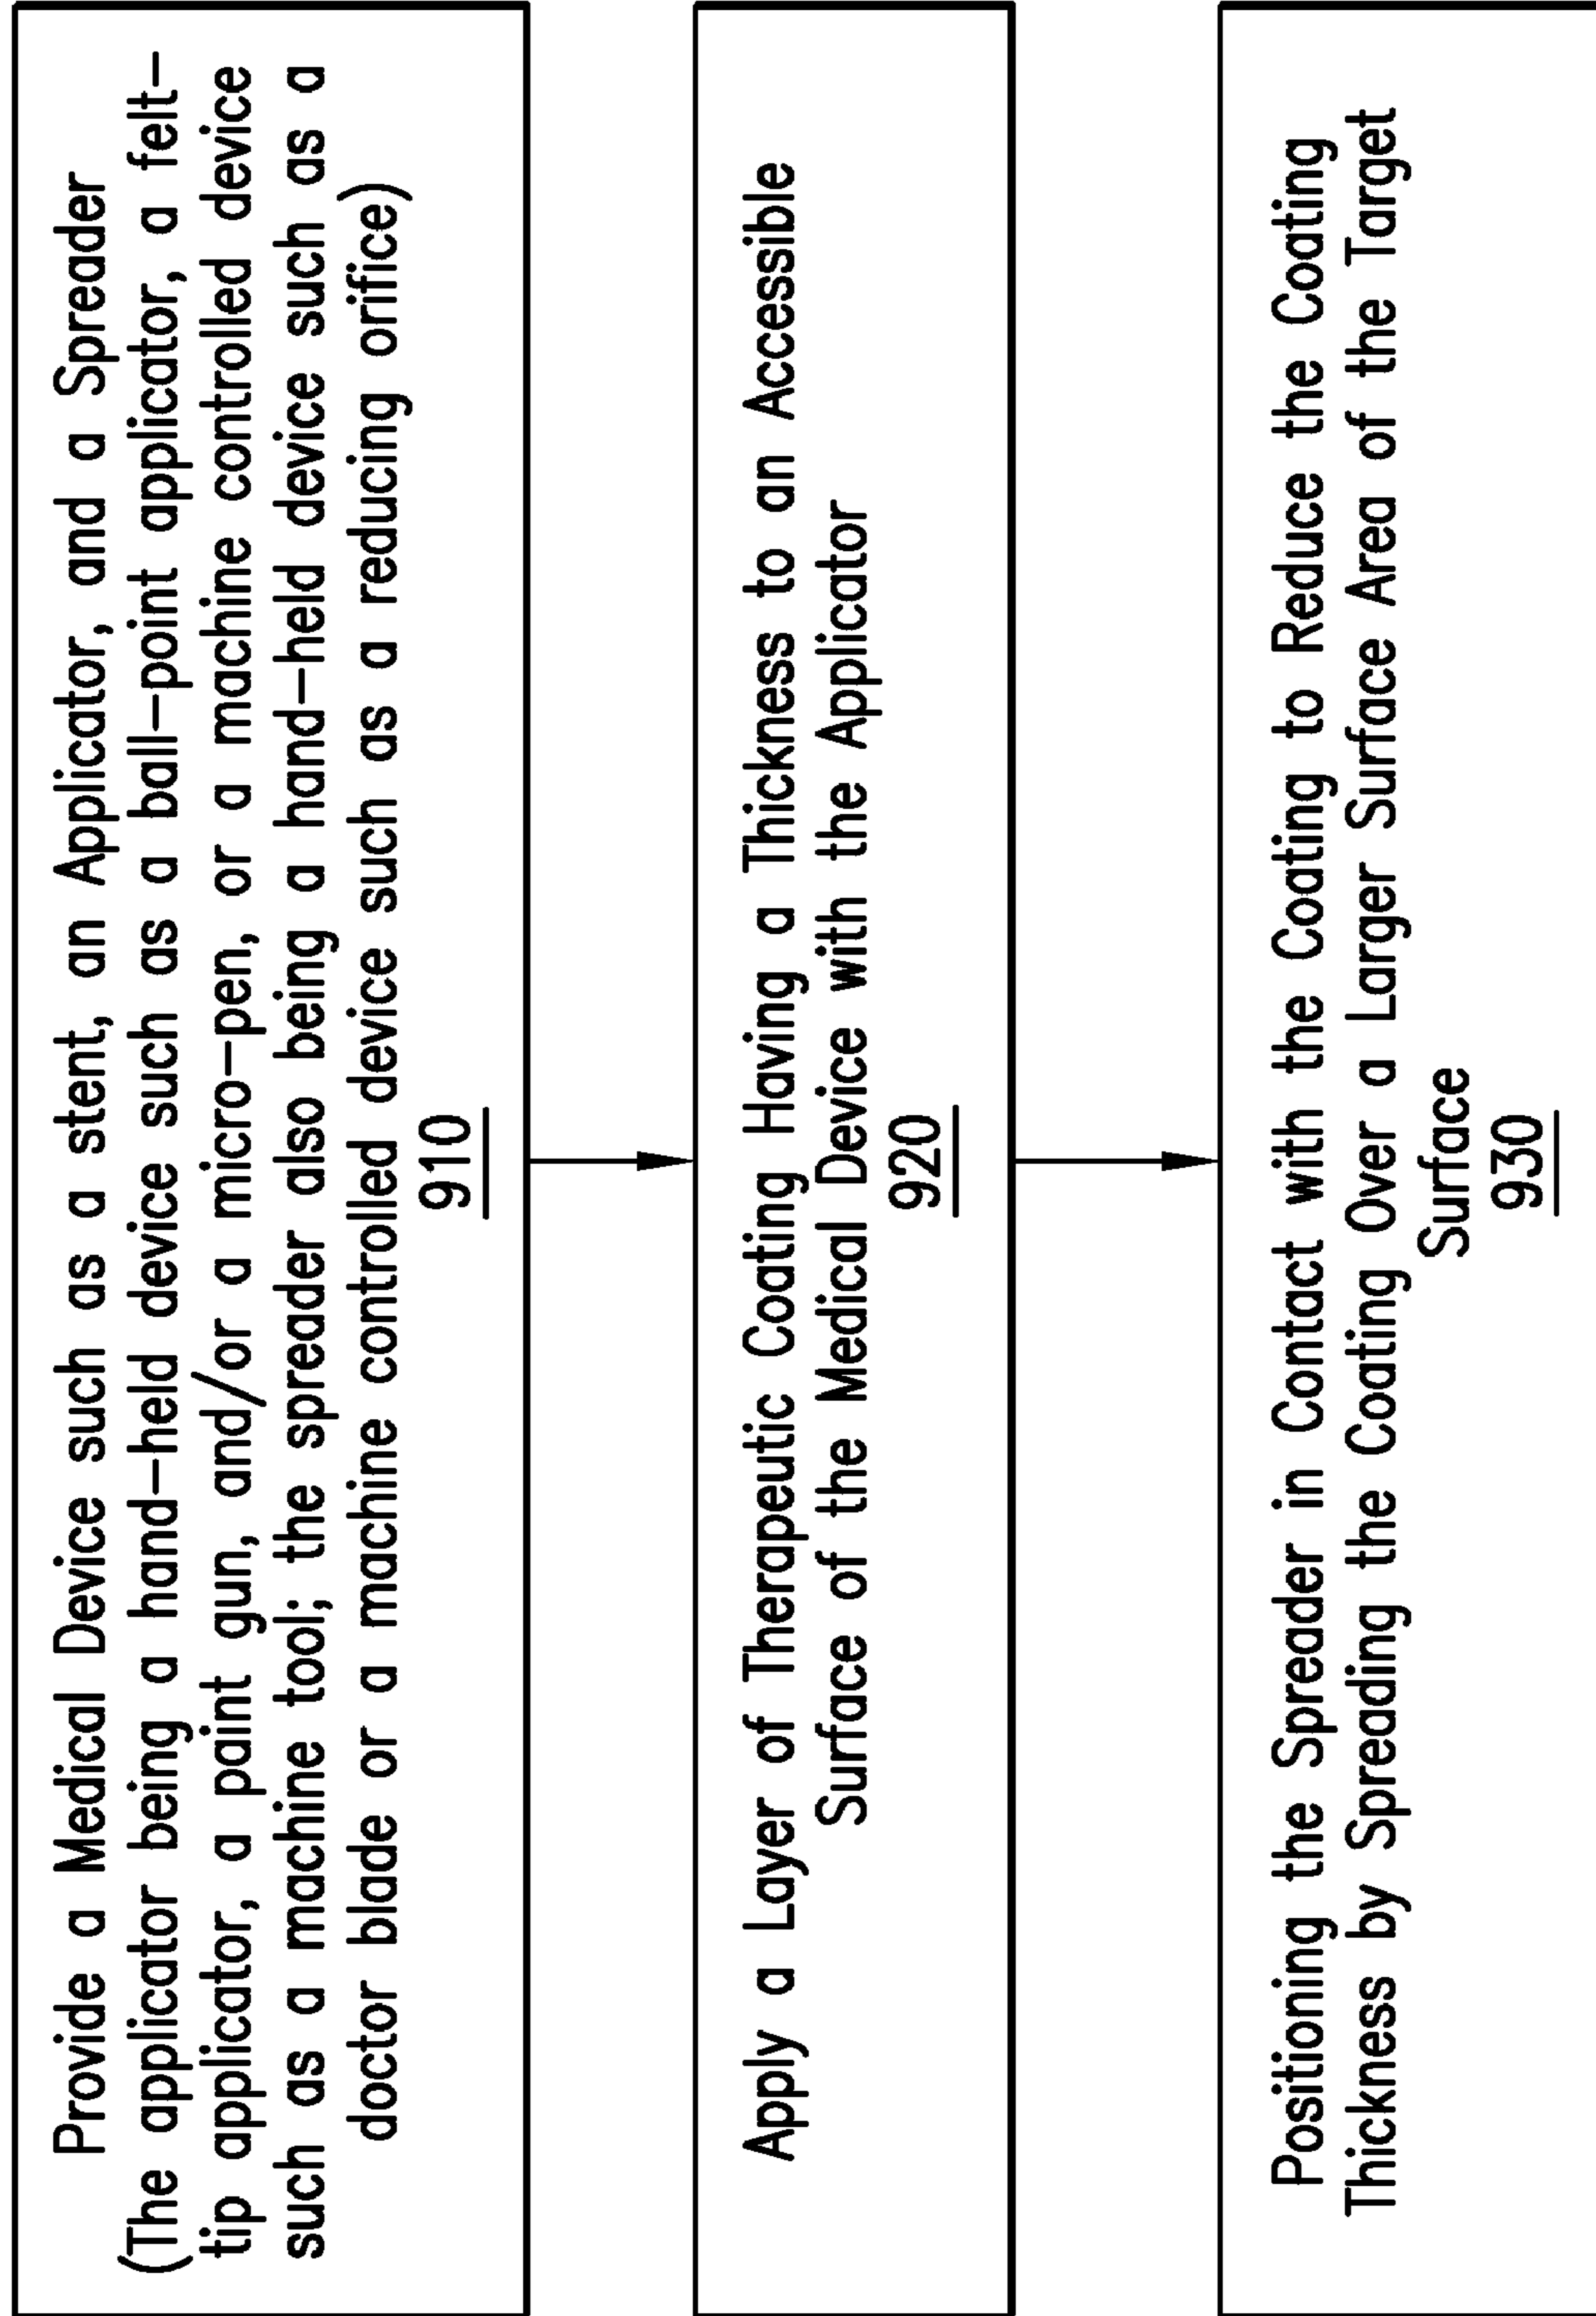 Provide a Medical Device such as a stent, an Applicator, and a Spreader
(The applicator being a hand-held device such as a ball-point applicator, a felt-
tip applicator, a paint gun, and/or a micro-pen, or a machine controlled device
such as a machine tool; the spreader also being a hand-held device such as a
doctor blade or a machine controlled device such as a reducing orifice)
910
Apply a Layer of Therapeutic Coating Having a Thickness to an Accessible
Surface of the Medical Device with the Applicator
920
Positioning the Spreader in Contact with the Coating to Reduce the Coating
Thickness by Spreading the Coating Over a Larger Surface Area of the Target
Surface
930